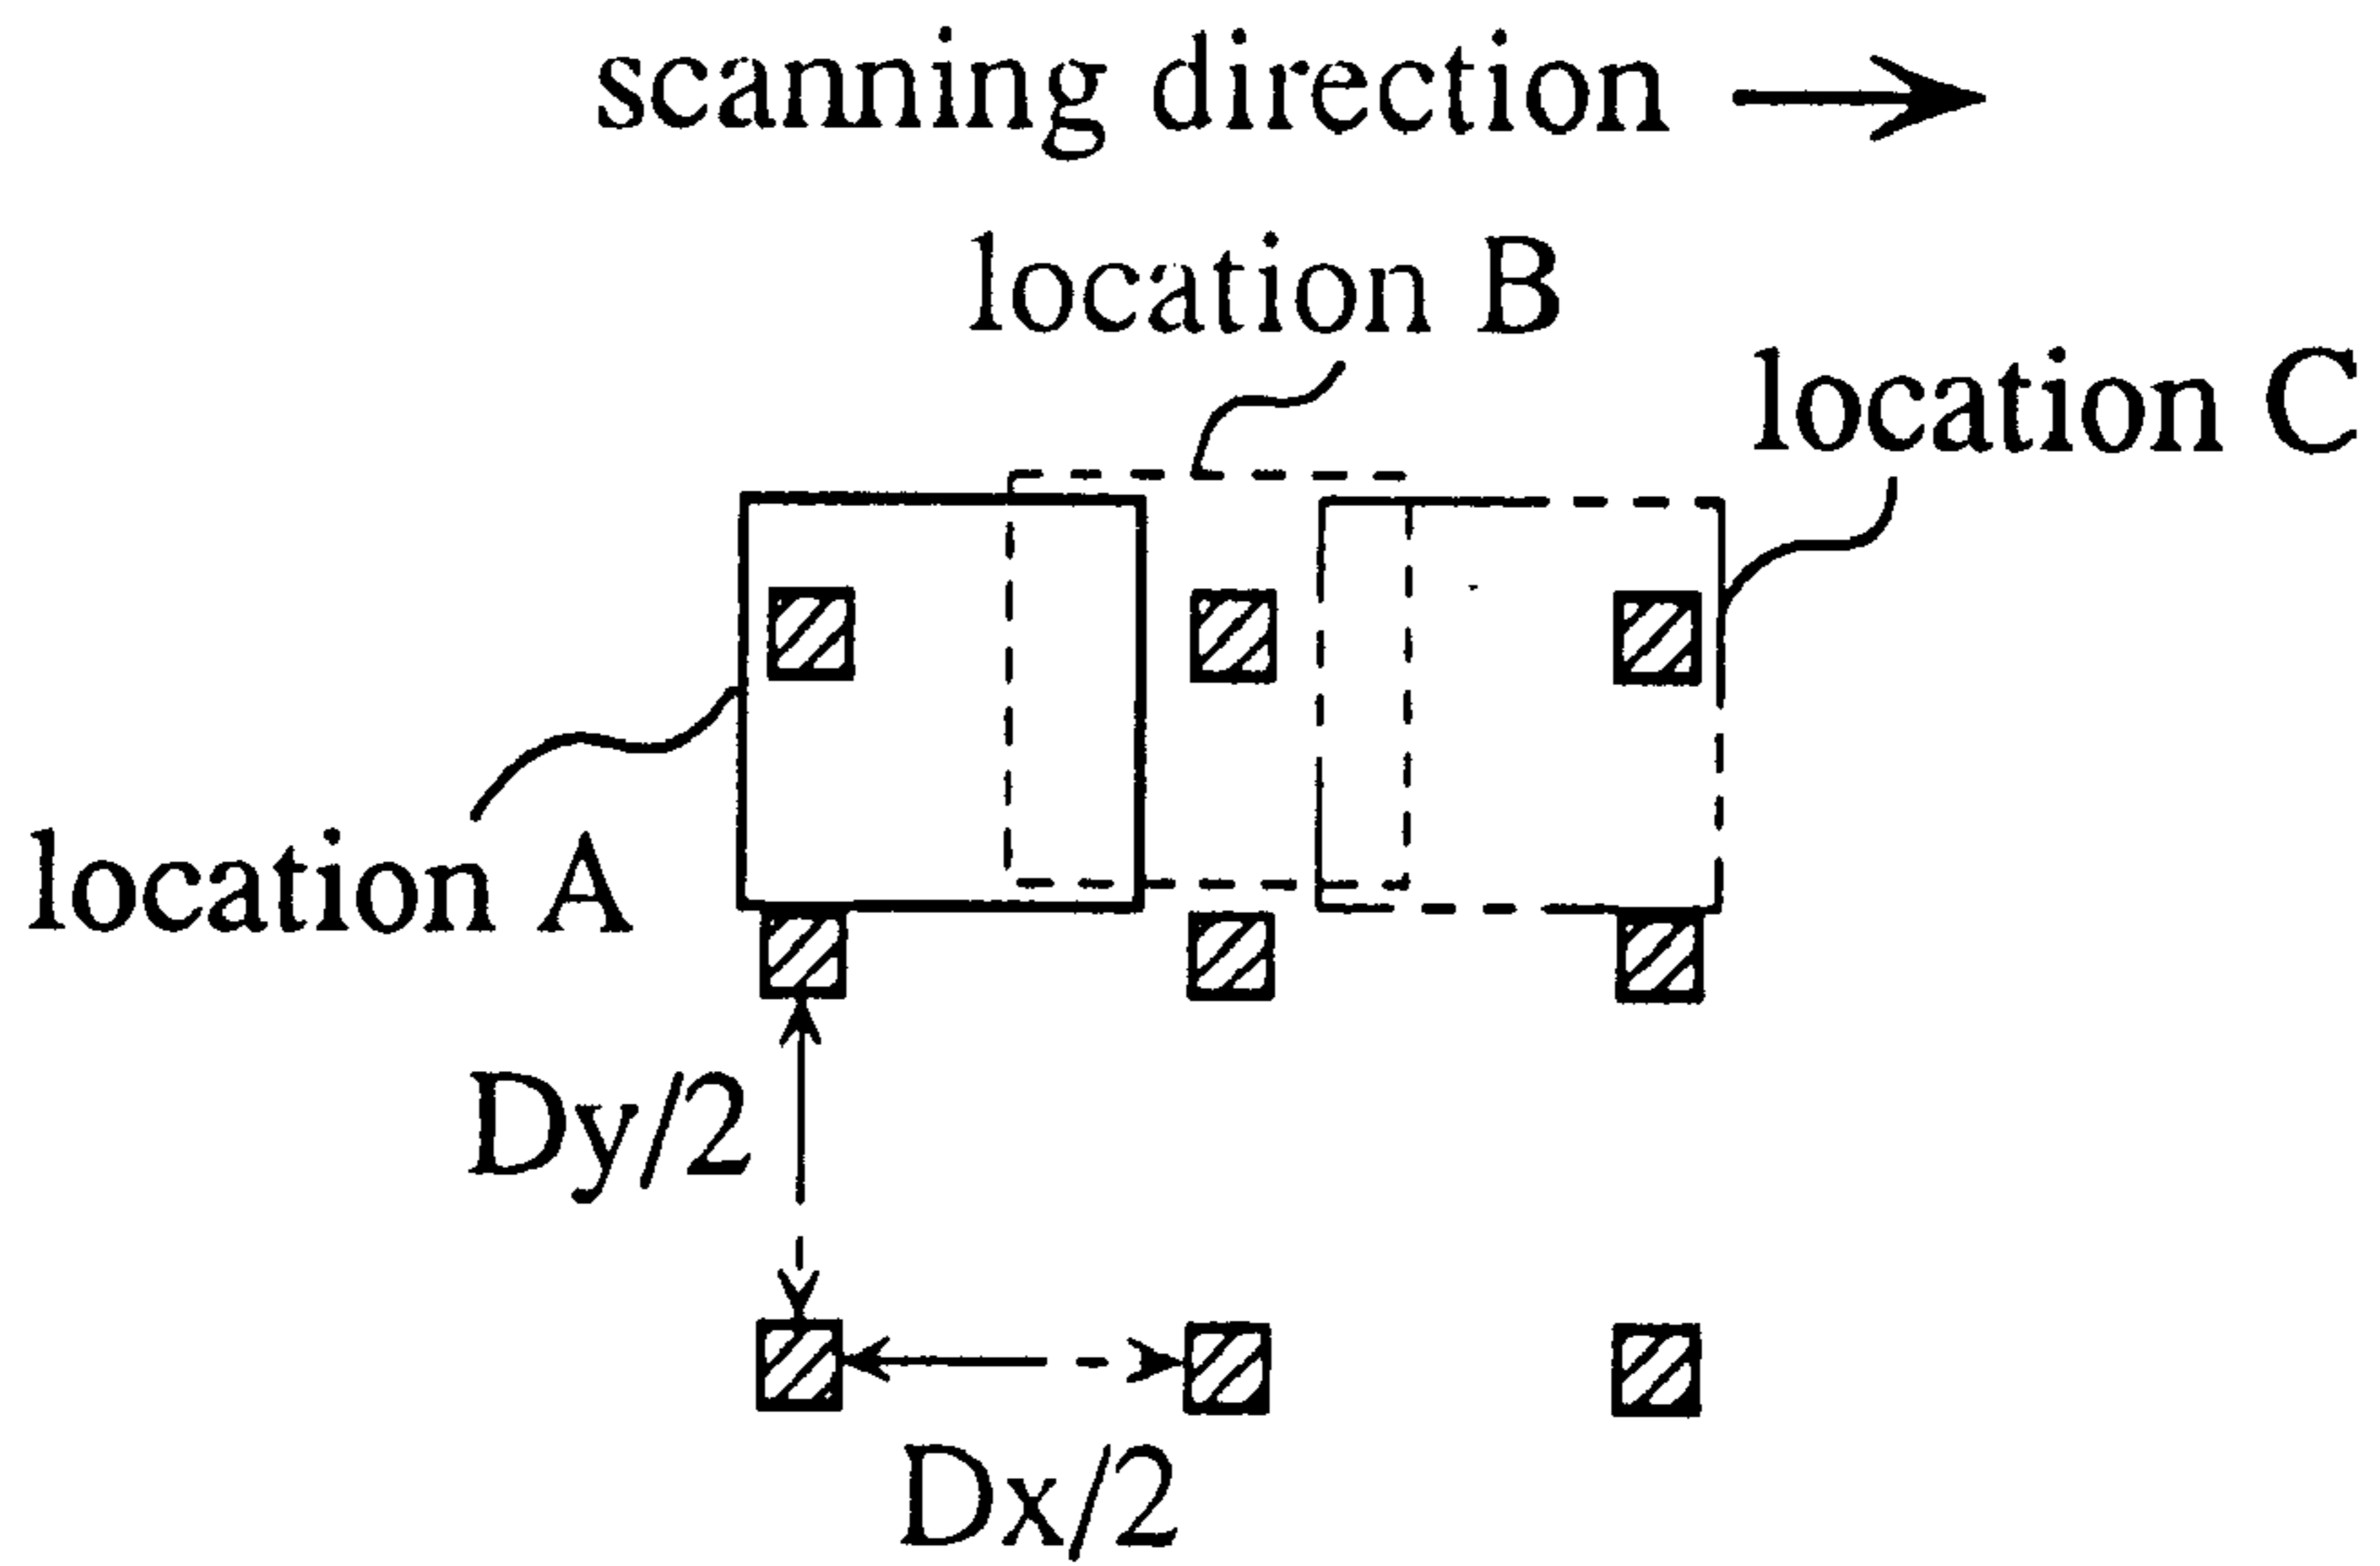 scanning direction
location B
location C
location A
Dy/2
Dx/2